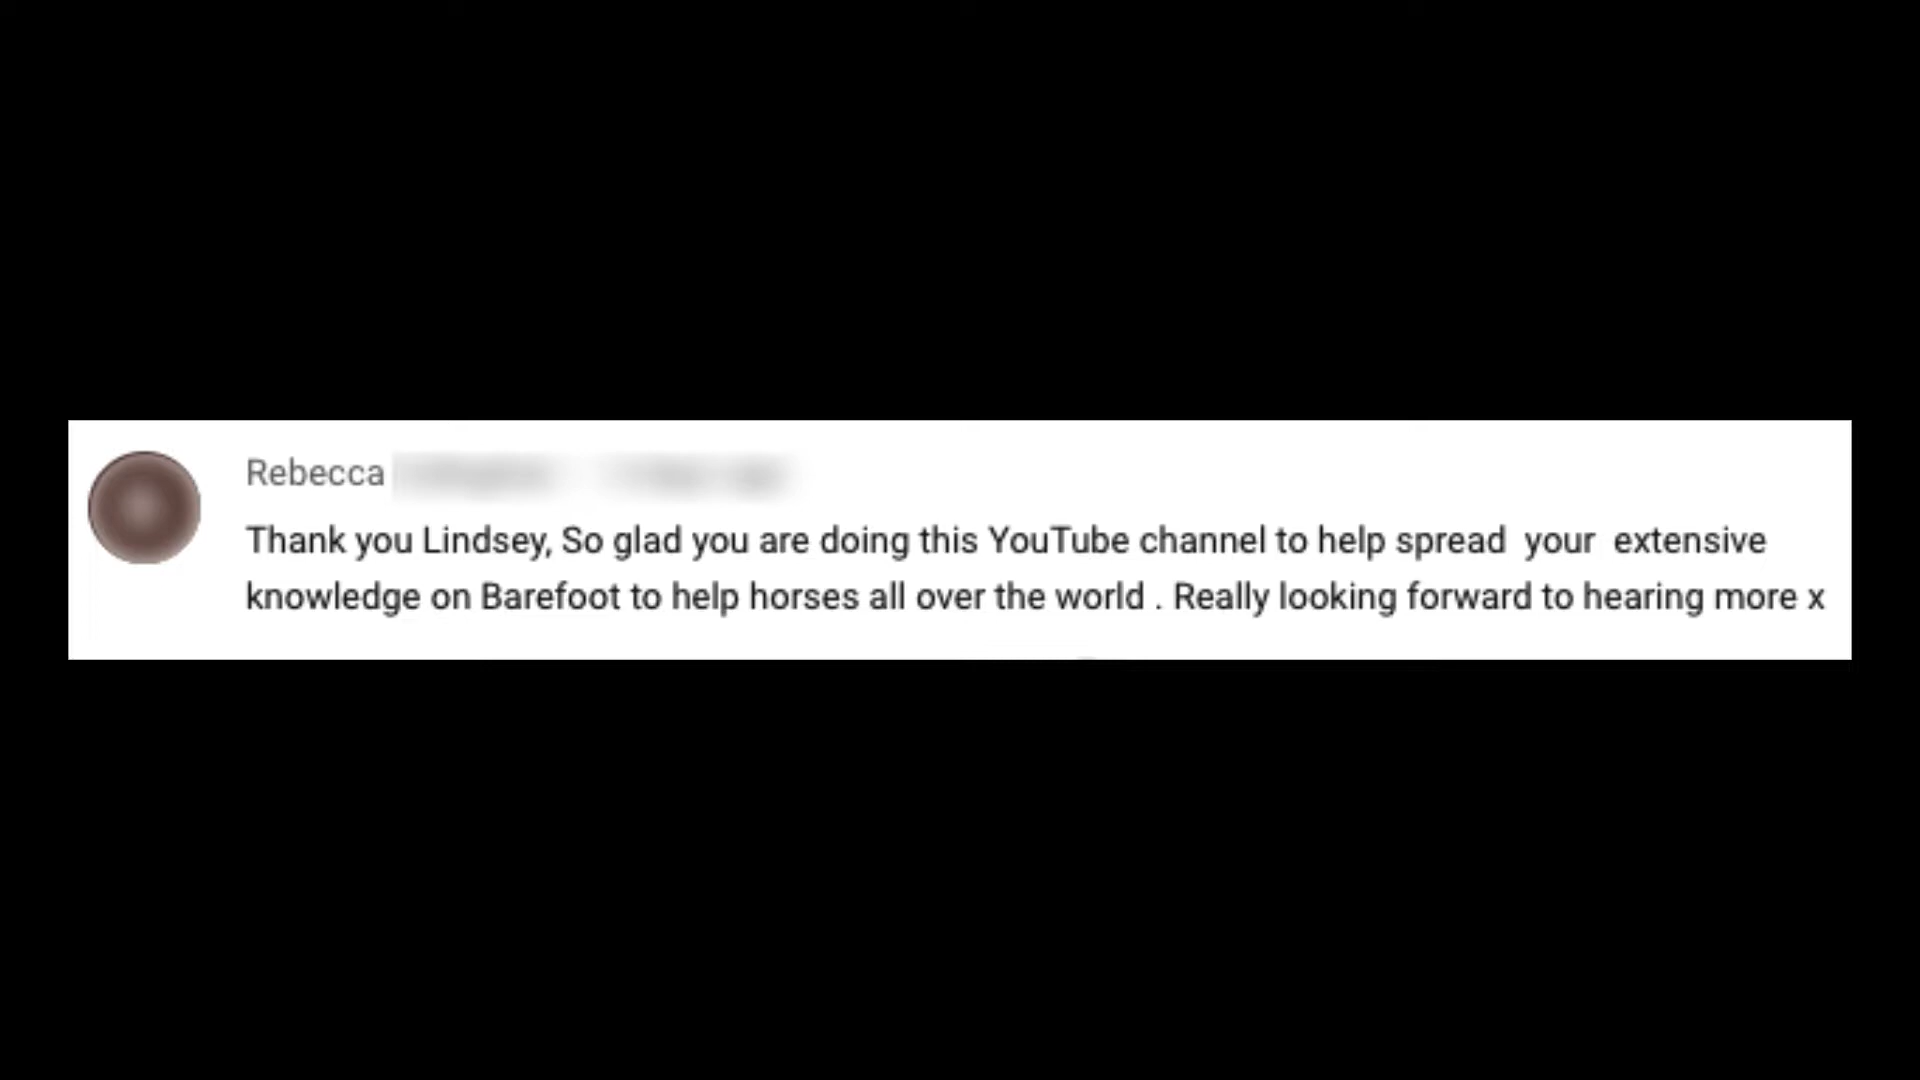 Rebecca
Thank you Lindsey, So glad you are doing this YouTube channel to help spread  your  extensive
knowledge on Barefoot to help horses all over the world . Really looking forward to hearing more x